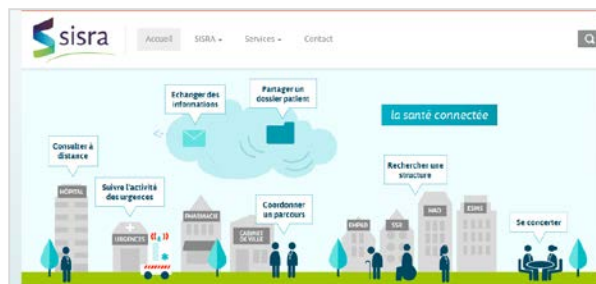 sisra
Accueil SISRA Services Contact
Echanger des
informations
Partager un
dossier patient
la santé connectée
Consulter à
distance
Rechercher une
structure
Suivre l'activité
des urgences
Coordonner
un parcours
Se concerter
HÔPITAL
URGENCES
PHARMACIE
CABINET
DE VILLE
EHPAD
SSR
HAD
ESMS